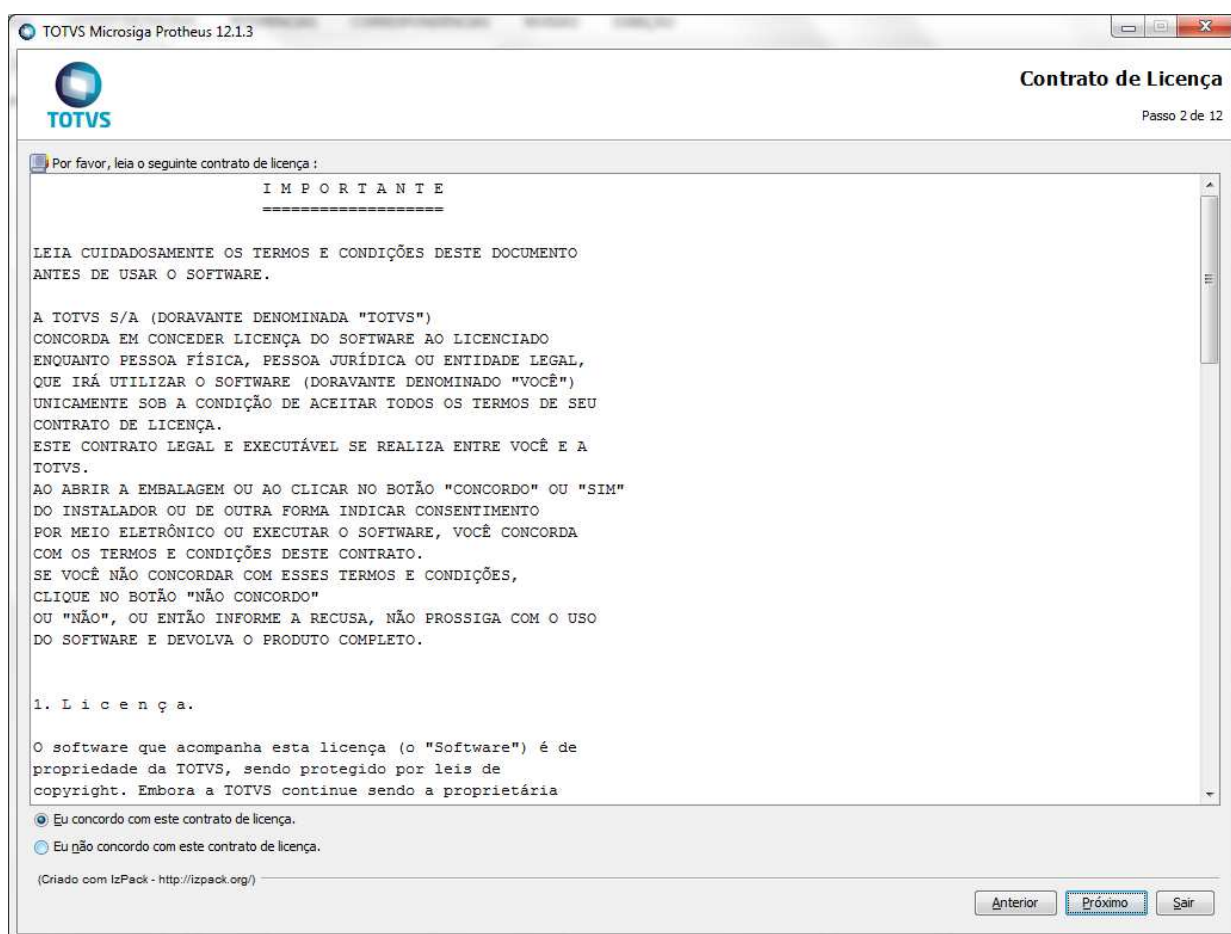 TOTVS Microsiga Protheus 12.1.3
TOTVS
Contrato de Licença
Passo 2 de 12
Por favor, leia o seguinte contrato de licença :
I M P O R T A N T E
===================
LEIA CUIDADOSAMENTE OS TERMOS E CONDIÇÕES DESTE DOCUMENTO
ANTES DE USAR O SOFTWARE.
A TOTVS S/A (DORAVANTE DENOMINADA "TOTVS")
CONCORDA EM CONCEDER LICENÇA DO SOFTWARE AO LICENCIADO
ENQUANTO PESSOA FÍSICA, PESSOA JURÍDICA OU ENTIDADE LEGAL,
QUE IRÁ UTILIZAR O SOFTWARE (DORAVANTE DENOMINADO "VOCÊ")
UNICAMENTE SOB A CONDIÇÃO DE ACEITAR TODOS OS TERMOS DE SEU
CONTRATO DE LICENÇA.
ESTE CONTRATO LEGAL E EXECUTÁVEL SE REALIZA ENTRE VOCÊ E A
TOTVS.
AO ABRIR A EMBALAGEM OU AO CLICAR NO BOTÃO "CONCORDO" OU "SIM"
DO INSTALADOR OU DE OUTRA FORMA INDICAR CONSENTIMENTO
POR MEIO ELETRÔNICO OU EXECUTAR O SOFTWARE, VOCÊ CONCORDA
COM OS TERMOS E CONDIÇÕES DESTE CONTRATO.
SE VOCÊ NÃO CONCORDAR COM ESSES TERMOS E CONDIÇÕES,
CLIQUE NO BOTÃO "NÃO CONCORDO"
OU "NÃO", OU ENTÃO INFORME A RECUSA, NÃO PROSSIGA COM O USO
DO SOFTWARE E DEVOLVA O PRODUTO COMPLETO.
1. L i c e n ç a.
O software que acompanha esta licença (o "Software") é de
propriedade da TOTVS, sendo protegido por leis de
copyright. Embora a TOTVS continue sendo a proprietária
Eu concordo com este contrato de licença.
Eu não concordo com este contrato de licença.
(Criado com IzPack - http://izpack.org/)
Anterior Próximo Sair